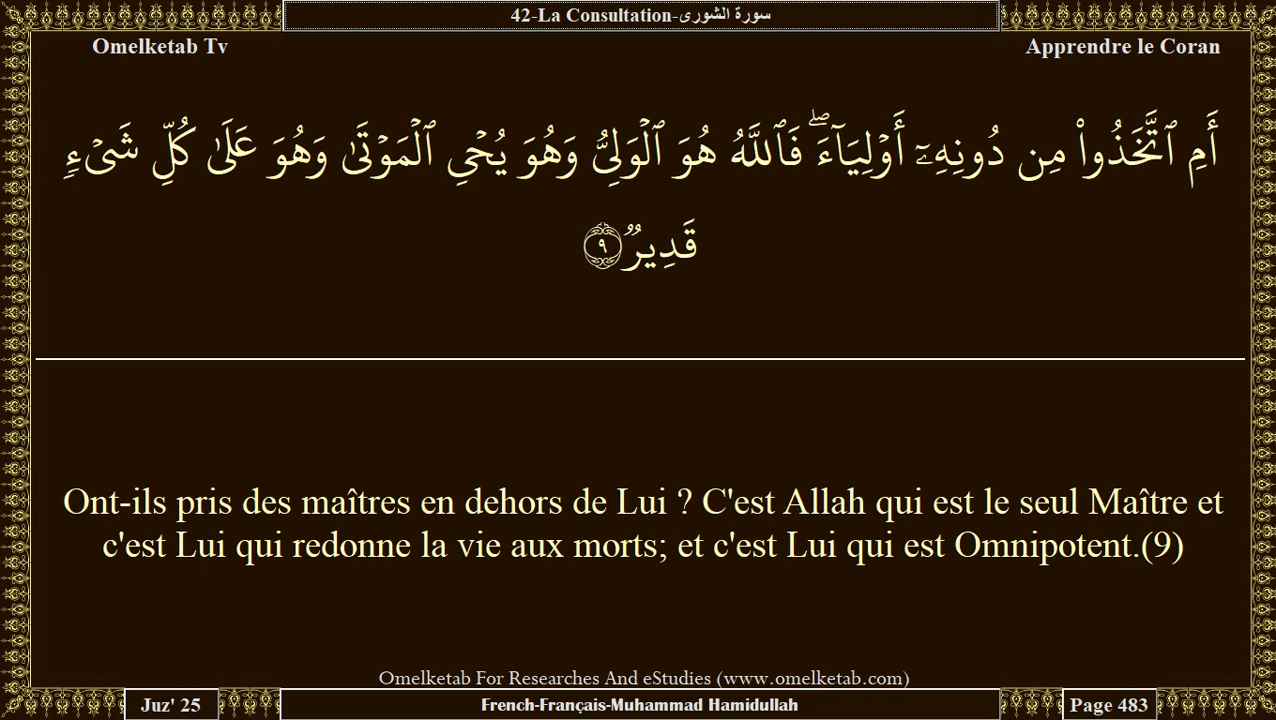 42-La Consultation-سورة الشورى
Omelketab Tv
Apprendre le Coran
أَمِ ٱتَّخَذُوا۟ مِن دُونِهِۦٓ أَوْلِيَآءَ ۖ فَٱللَّهُ هُوَ ٱلْوَلِىُّ وَهُوَ يُحْىِ ٱلْمَوْتَىٰ وَهُوَ عَلَىٰ كُلِّ شَىْءٍۢ
قَدِيرٌۭ ٩
Ont-ils pris des maîtres en dehors de Lui ? C'est Allah qui est le seul Maître et
c'est Lui qui redonne la vie aux morts; et c'est Lui qui est Omnipotent.(9)
Omelketab For Researches And eStudies (www.omelketab.com)
Juz' 25
French-Français-Muhammad Hamidullah
Page 483